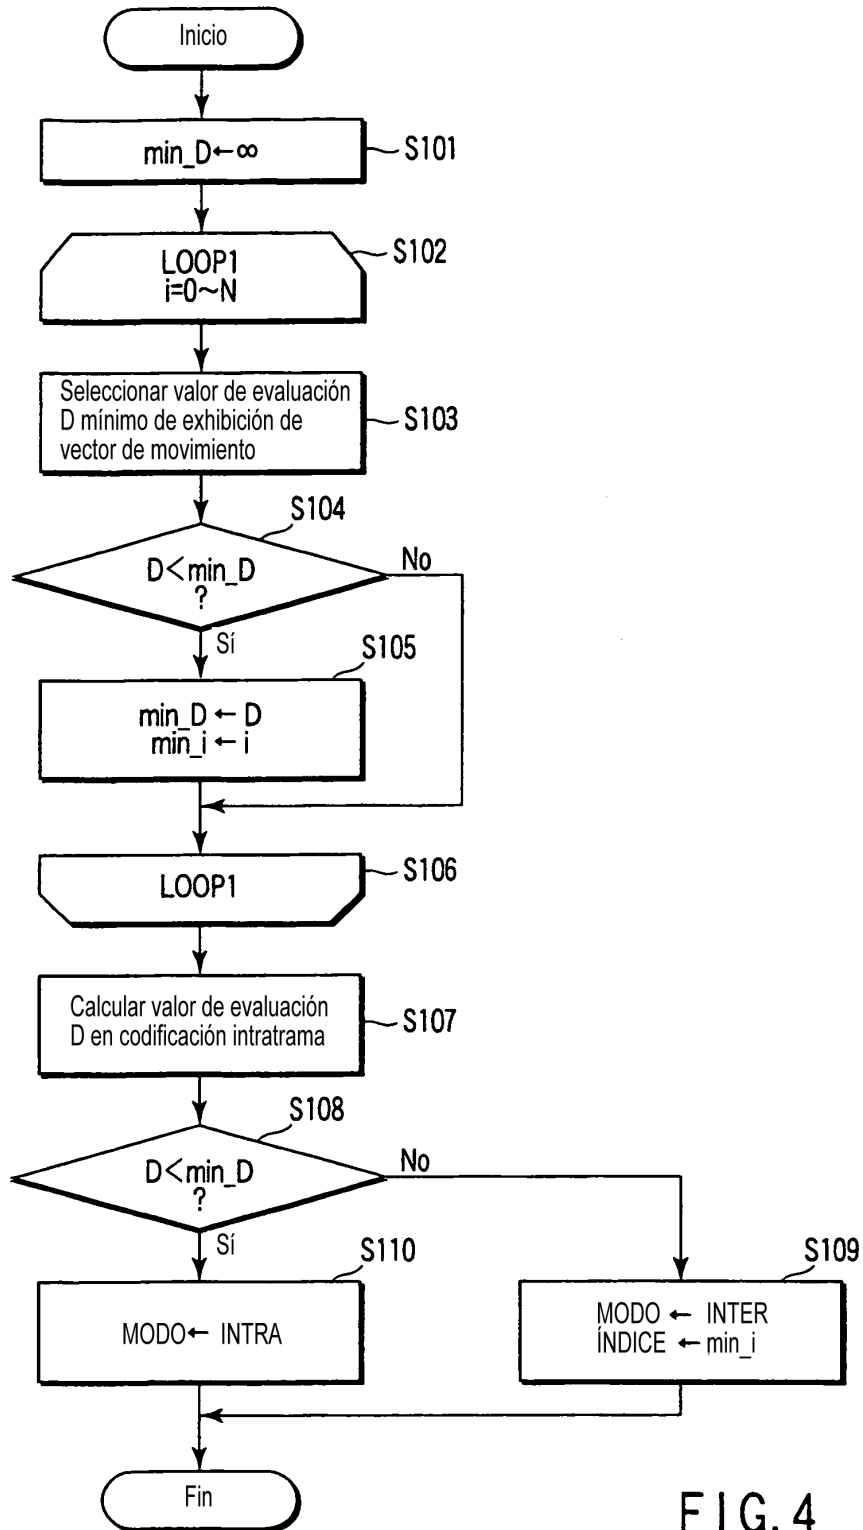 Inicio
min_D←∞
S101
LOOP1
i=0~N
S102
Seleccionar valor de evaluación
D mínimo de exhibición de
vector de movimiento
S103
S104
D<min_D
?
No
Sí
S105
min_D ← D
min_i ← i
LOOP1
S106
Calcular valor de evaluación
D en codificación intratrama
S107
S108
D<min_D
?
No
Sí
S110
MODO← INTRA
S109
MODO ← INTER
ÍNDICE ← min_i
Fin
FIG. 4